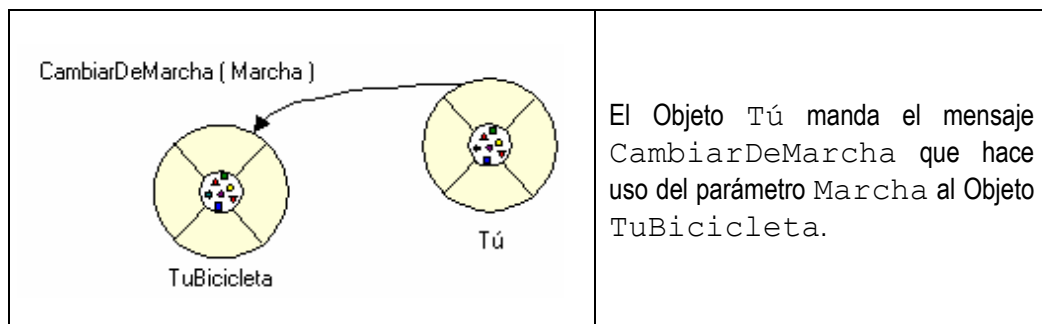 CambiarDeMarcha ( Marcha )
Tú
TuBicicleta
El Objeto Tú manda el mensaje
CambiarDeMarcha que hace
uso del parámetro Marcha al Objeto
TuBicicleta.